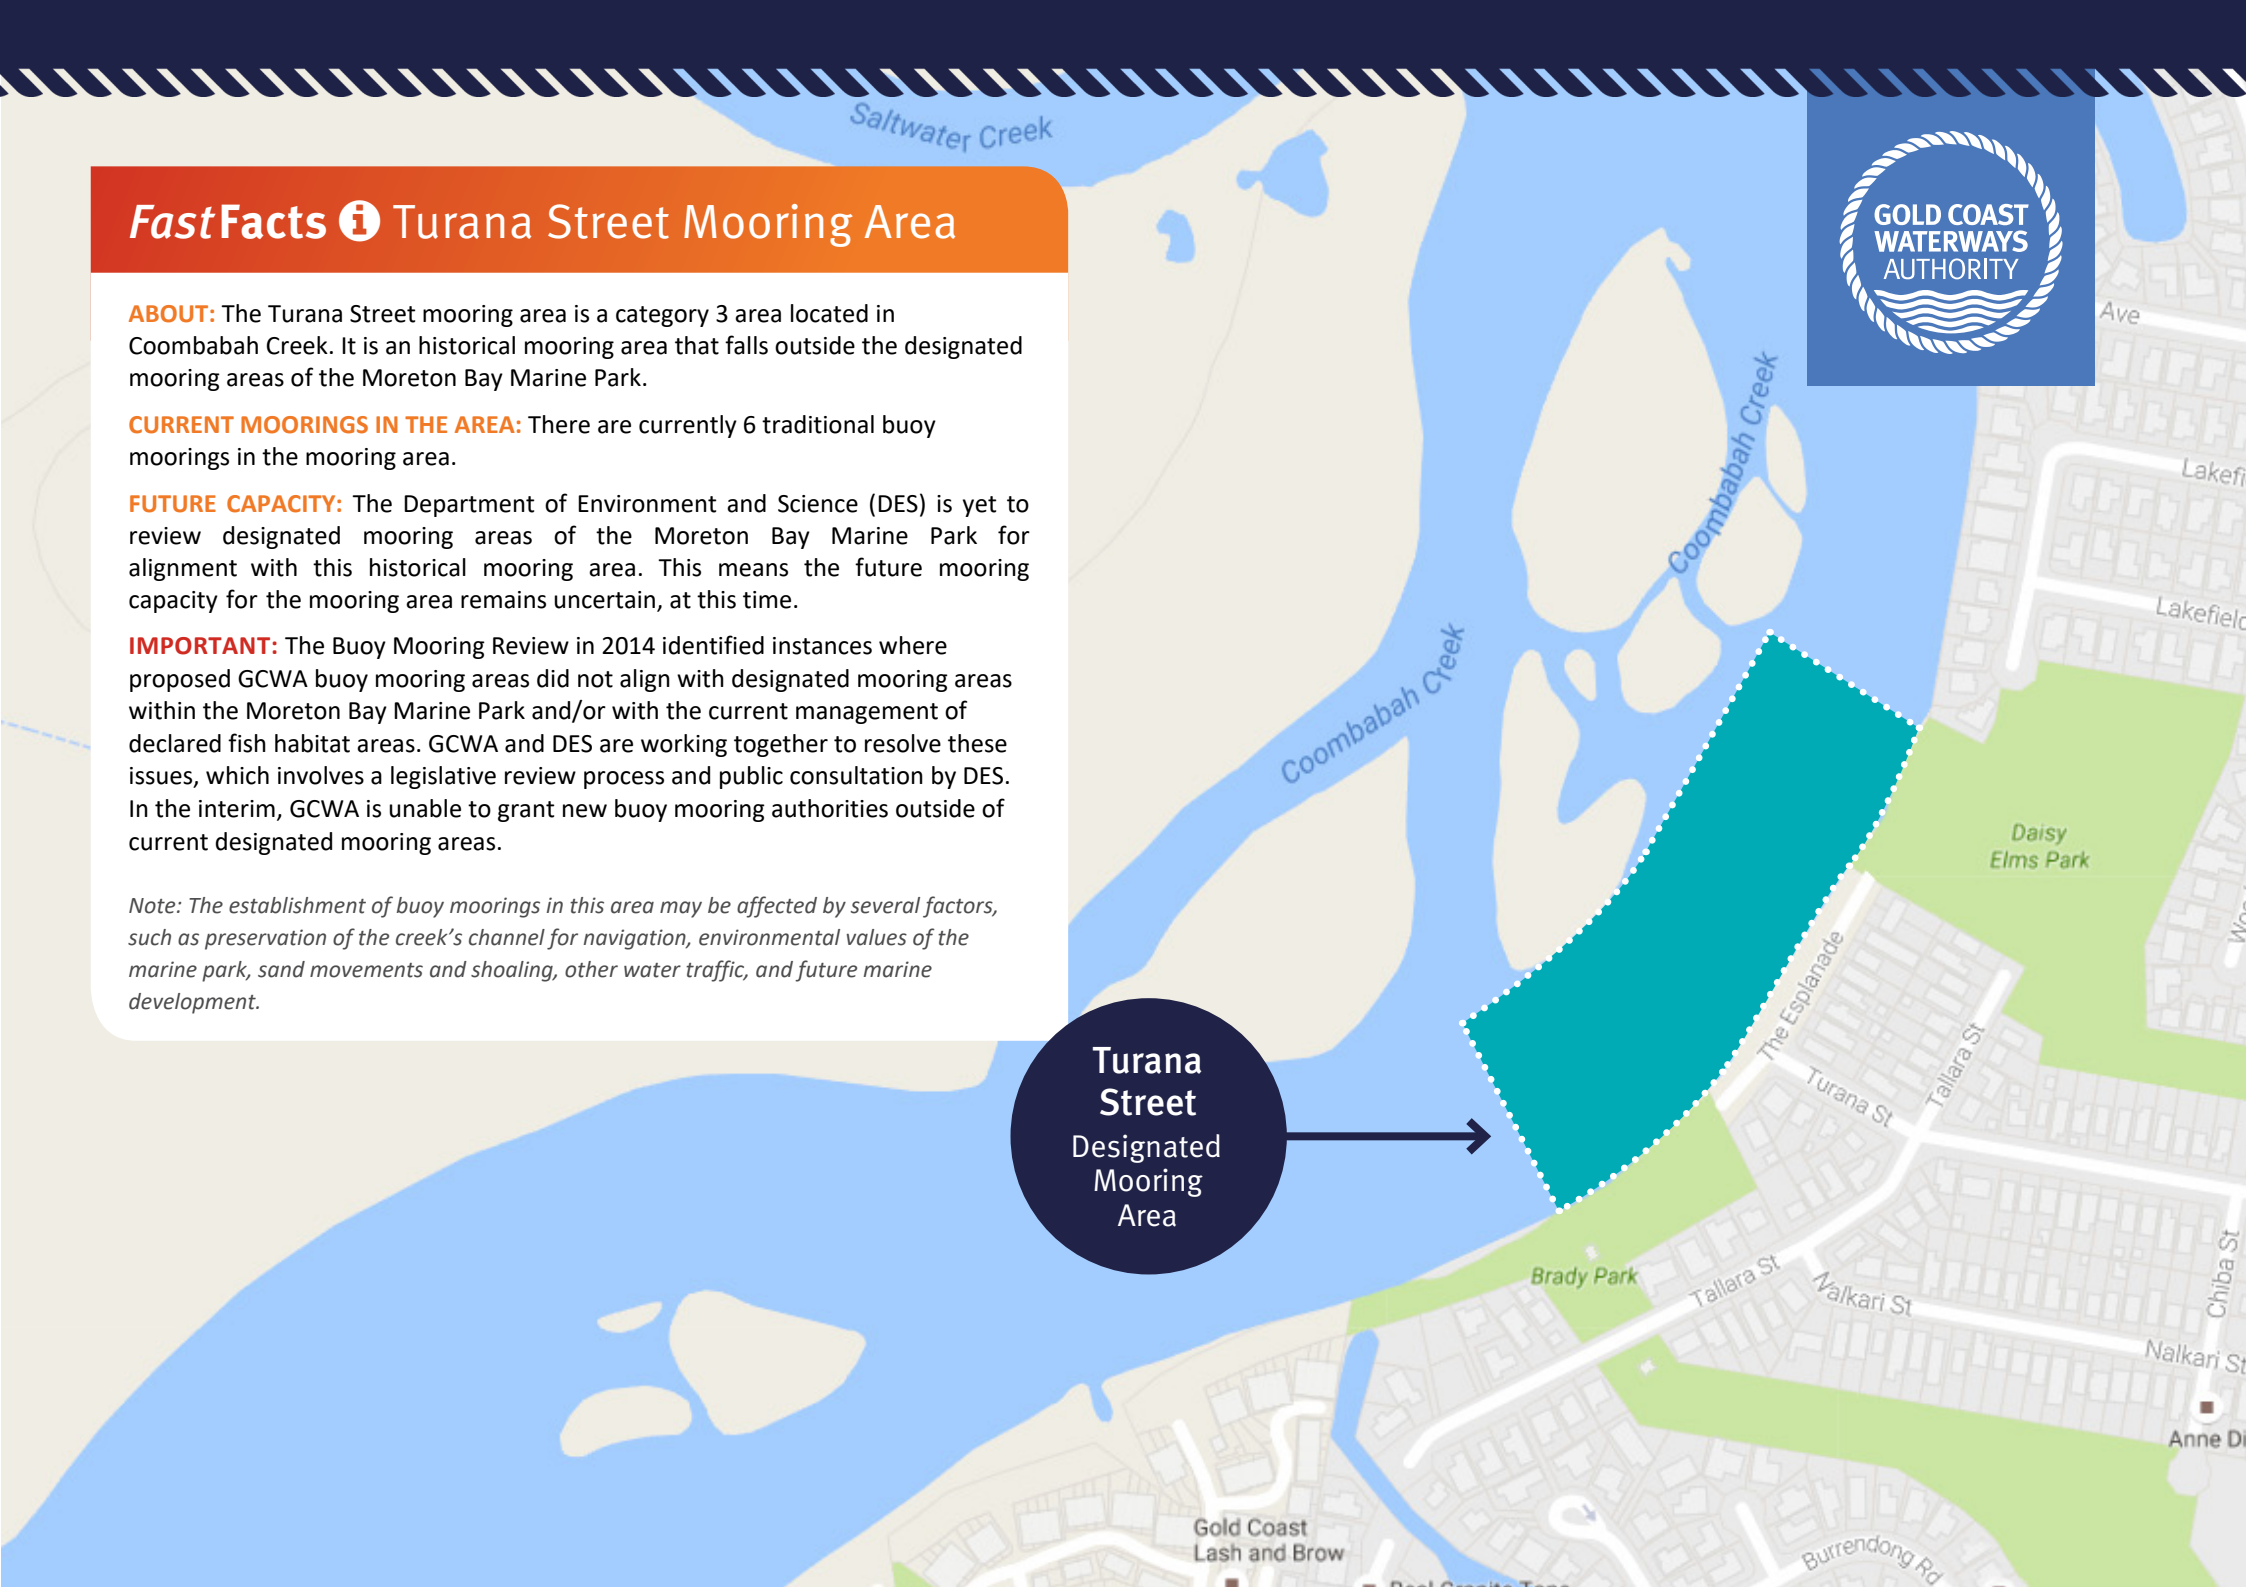 Saltwater Creek
FastFacts i Turana Street Mooring Area
GOLD COAST
WATERWAYS
AUTHORITY
ABOUT: The Turana Street mooring area is a category 3 area located in
Coombabah Creek. It is an historical mooring area that falls outside the designated
mooring areas of the Moreton Bay Marine Park.
CURRENT MOORINGS IN THE AREA: There are currently 6 traditional buoy
moorings in the mooring area.
FUTURE CAPACITY: The Department of Environment and Science (DES) is yet to
review designated mooring areas of the Moreton Bay Marine Park for
alignment with this historical mooring area. This means the future mooring
capacity for the mooring area remains uncertain, at this time.
IMPORTANT: The Buoy Mooring Review in 2014 identified instances where
proposed GCWA buoy mooring areas did not align with designated mooring areas
within the Moreton Bay Marine Park and/or with the current management of
declared fish habitat areas. GCWA and DES are working together to resolve these
issues, which involves a legislative review process and public consultation by DES.
In the interim, GCWA is unable to grant new buoy mooring authorities outside of
current designated mooring areas.
Note: The establishment of buoy moorings in this area may be affected by several factors,
such as preservation of the creek's channel for navigation, environmental values of the
marine park, sand movements and shoaling, other water traffic, and future marine
development.
Turana
Street
Designated
Mooring
Area
Coombabah Creek
Coombabah Creek
Ave
Lakefi
Lakefield
Daisy
Elms Park
The Esplanade
Tallara St
Turana St
Brady Park
Tallara St
Nalkari St
Chiba St
Nalkari St
Anne Di
Gold Coast
Lash and Brow
Burrendong Rd